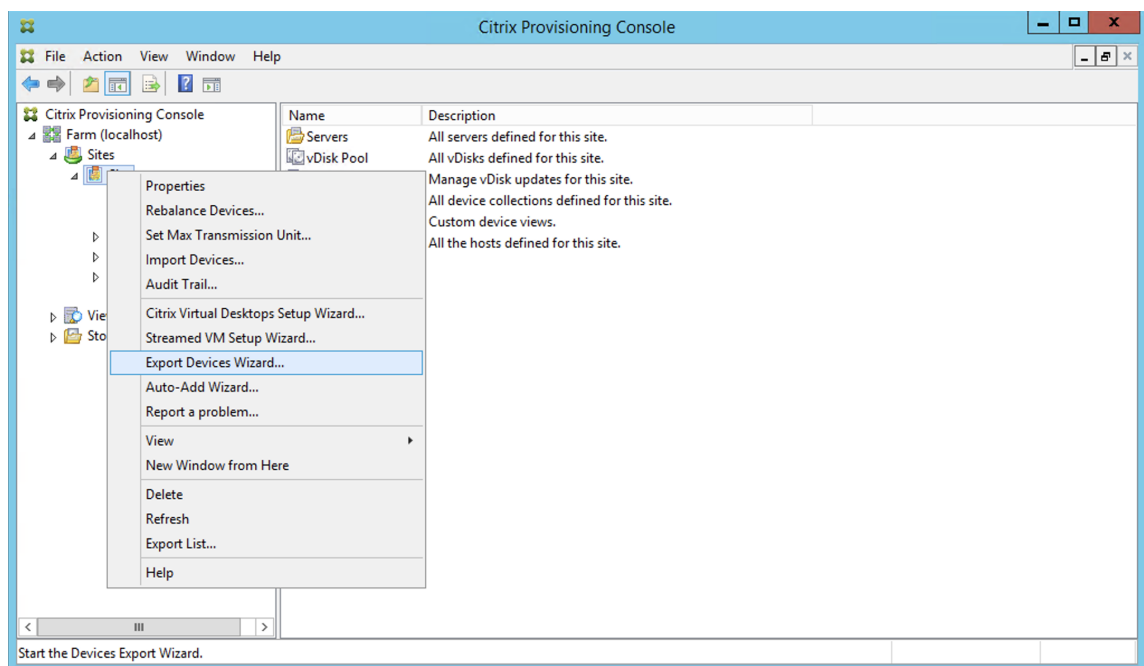 Citrix Provisioning Console
File Action View Window Help
Citrix Provisioning Console
Farm (localhost)
Sites
Vie
Sto
Name Description
Servers All servers defined for this site.
vDisk Pool All vDisks defined for this site.
Manage vDisk updates for this site.
All device collections defined for this site.
Custom device views.
All the hosts defined for this site.
Properties
Rebalance Devices...
Set Max Transmission Unit...
Import Devices...
Audit Trail...
Citrix Virtual Desktops Setup Wizard...
Streamed VM Setup Wizard...
Export Devices Wizard...
Auto-Add Wizard...
Report a problem...
View
New Window from Here
Delete
Refresh
Export List...
Help
Start the Devices Export Wizard.